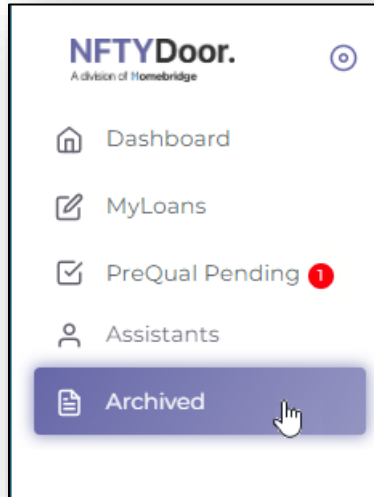 NFTYDoor.
A division of Homebridge
Dashboard
MyLoans
PreQual Pending 1
Assistants
Archived